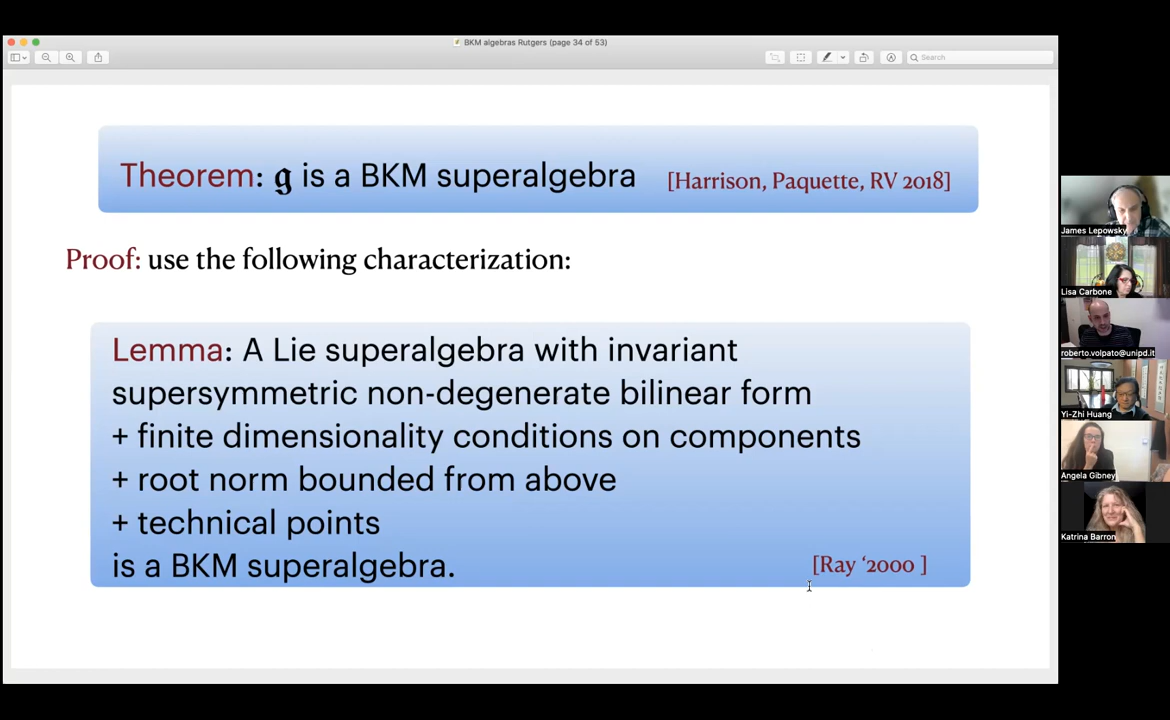 BKM algebras Rutgers (page 34 of 53)
Search
Theorem: 𝖌 is a BKM superalgebra [Harrison, Paquette, RV 2018]
Proof: use the following characterization:
Lemma: A Lie superalgebra with invariant
supersymmetric non-degenerate bilinear form
+ finite dimensionality conditions on components
+ root norm bounded from above
+ technical points
is a BKM superalgebra.
[Ray ‘2000 ]
James Lepowsky
Lisa Carbone
roberto.volpato@unipd.it
Yi-Zhi Huang
Angela Gibney
Katrina Barron